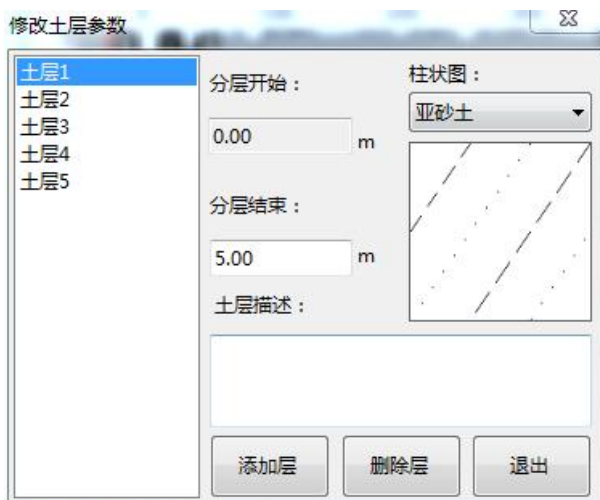 修改土层参数
土层1
土层2
土层3
土层4
土层5
分层开始：
0.00 m
分层结束：
5.00 m
土层描述：
柱状图：
亚砂土
添加层 删除层 退出